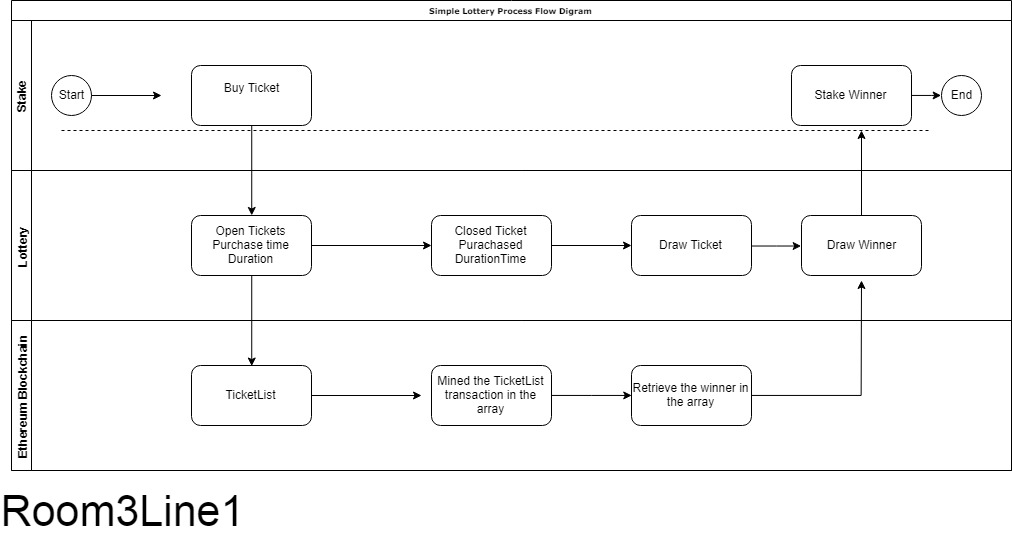 Simple Lottery Process Flow Digram
Stake
Start
Buy Ticket
Stake Winner
End
Lottery
Open Tickets
Purchase time
Duration
Closed Ticket
Purachased
DurationTime
Draw Ticket
Draw Winner
Ethereum Blockchain
TicketList
Mined the TicketList
transaction in the
array
Retrieve the winner in
the array
Room3Line1